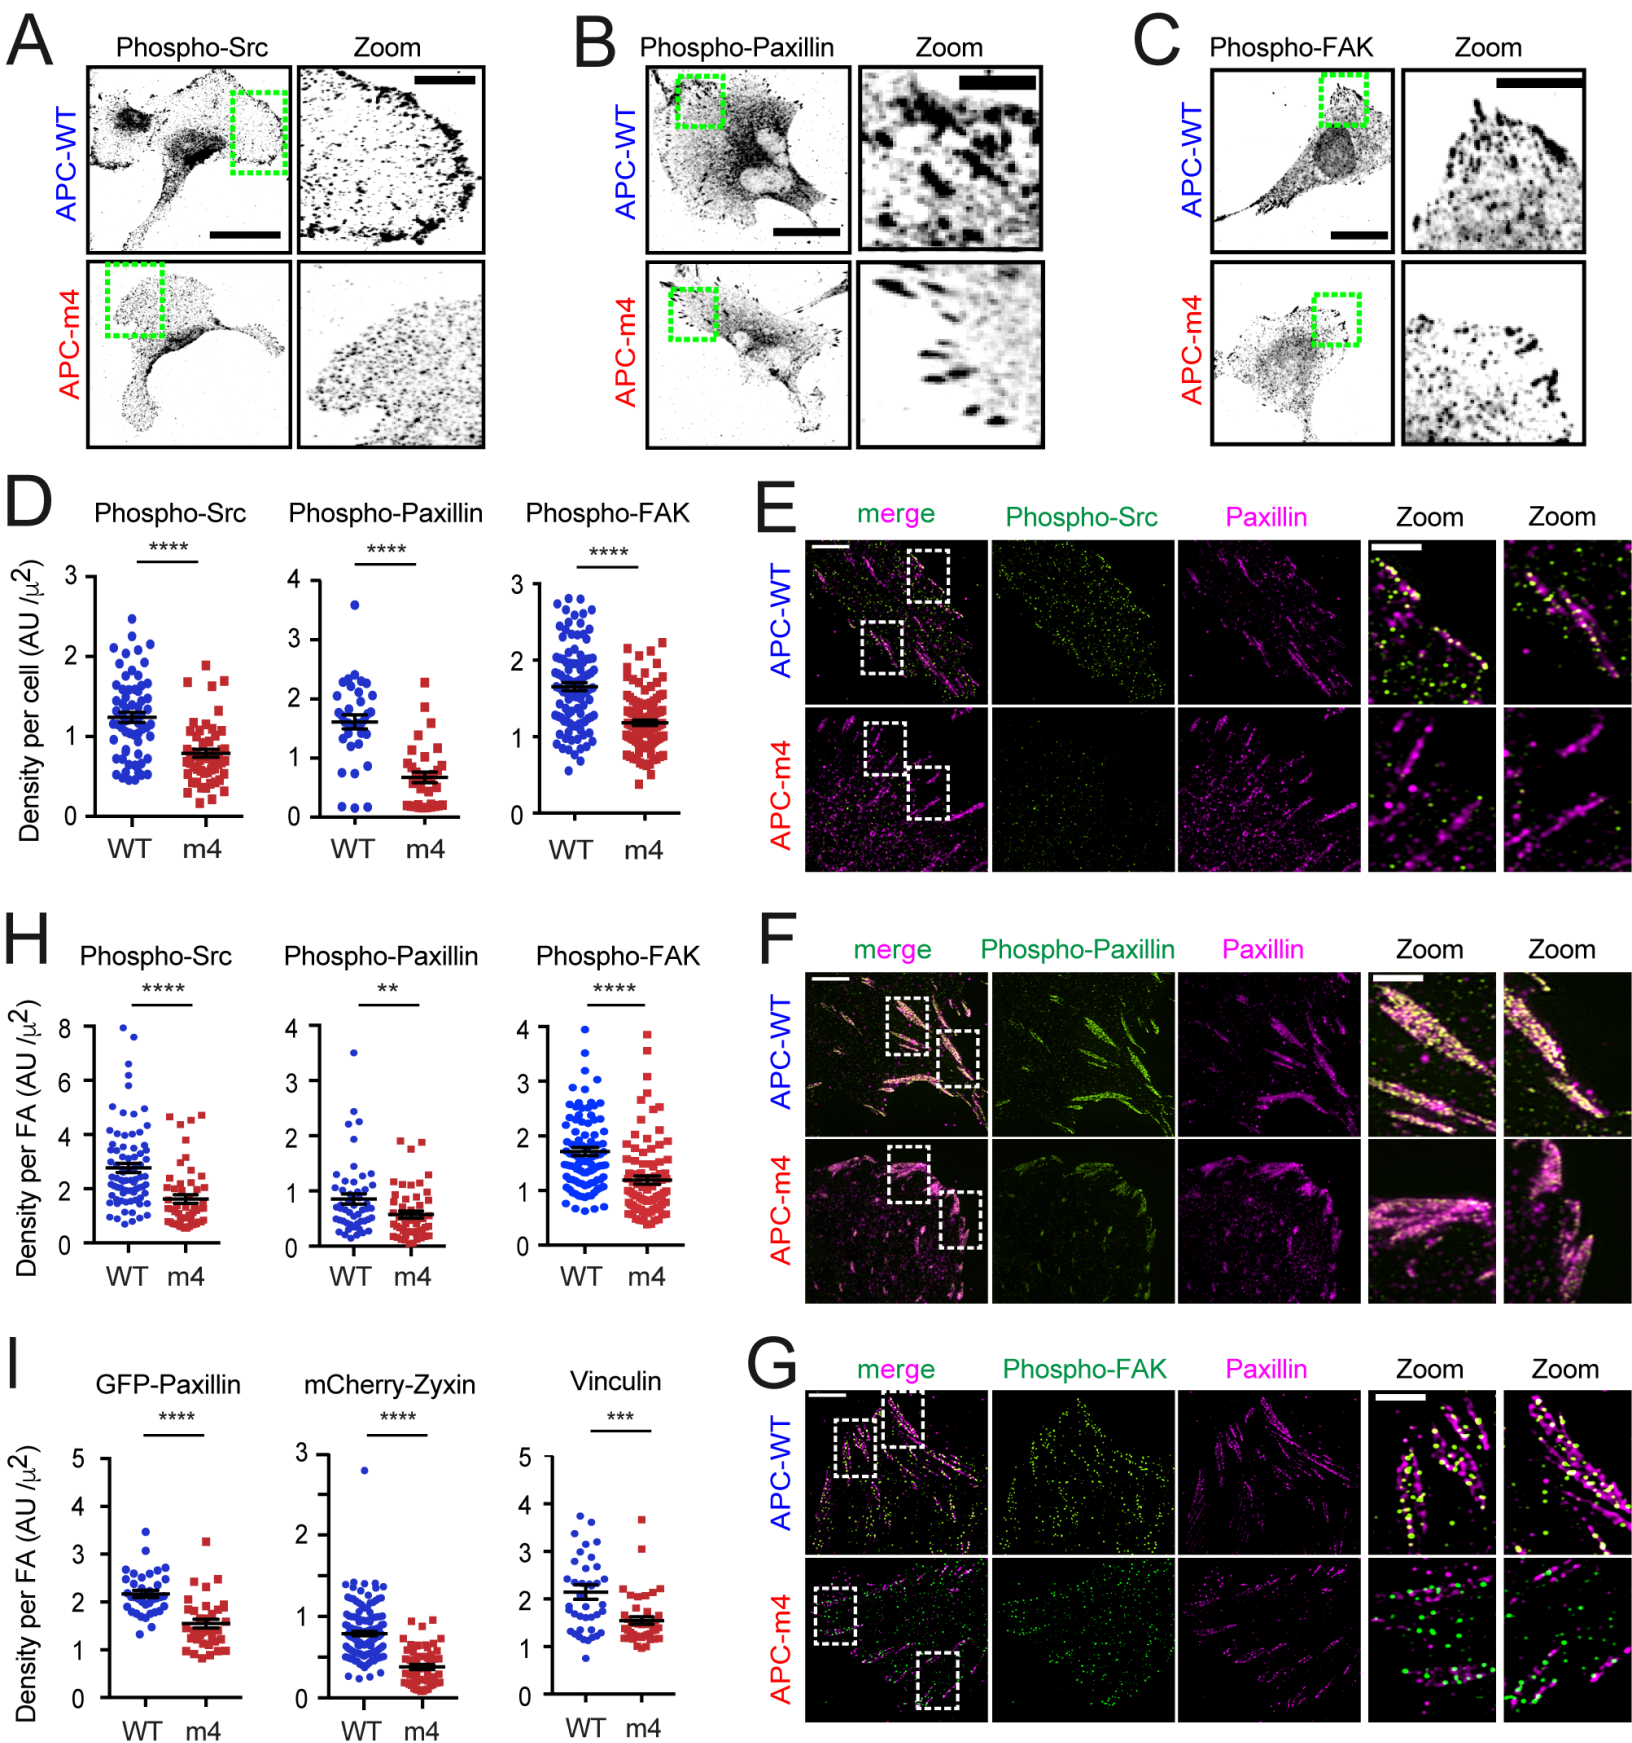 A
Phospho-Src
Zoom
APC-WT
APC-m4
B
Phospho-Paxillin
Zoom
APC-WT
APC-m4
C
Phospho-FAK
Zoom
APC-WT
APC-m4
D
Density per cell (AU /µ2)
Phospho-Src
****
3
2
1
0
WT m4
Phospho-Paxillin
****
4
3
2
1
0
WT m4
Phospho-FAK
****
3
2
1
0
WT m4
E
merge
Phospho-Src
Paxillin
Zoom
Zoom
APC-WT
APC-m4
H
Density per FA (AU /µ2)
Phospho-Src
****
8
6
4
2
0
WT m4
Phospho-Paxillin
**
4
3
2
1
0
WT m4
Phospho-FAK
****
4
3
2
1
0
WT m4
F
merge
Phospho-Paxillin
Paxillin
Zoom
Zoom
APC-WT
APC-m4
I
Density per FA (AU /µ2)
GFP-Paxillin
****
5
4
3
2
1
0
WT m4
mCherry-Zyxin
****
3
2
1
0
WT m4
Vinculin
***
5
4
3
2
1
0
WT m4
G
merge
Phospho-FAK
Paxillin
Zoom
Zoom
APC-WT
APC-m4